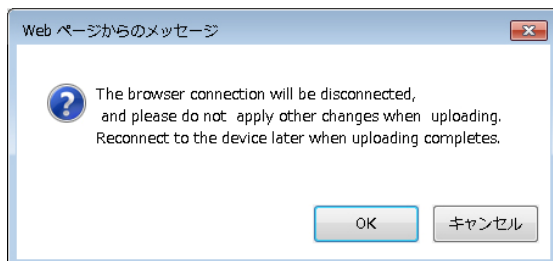 Web ページからのメッセージ
The browser connection will be disconnected,
and please do not apply other changes when uploading.
Reconnect to the device later when uploading completes.
OK
キャンセル